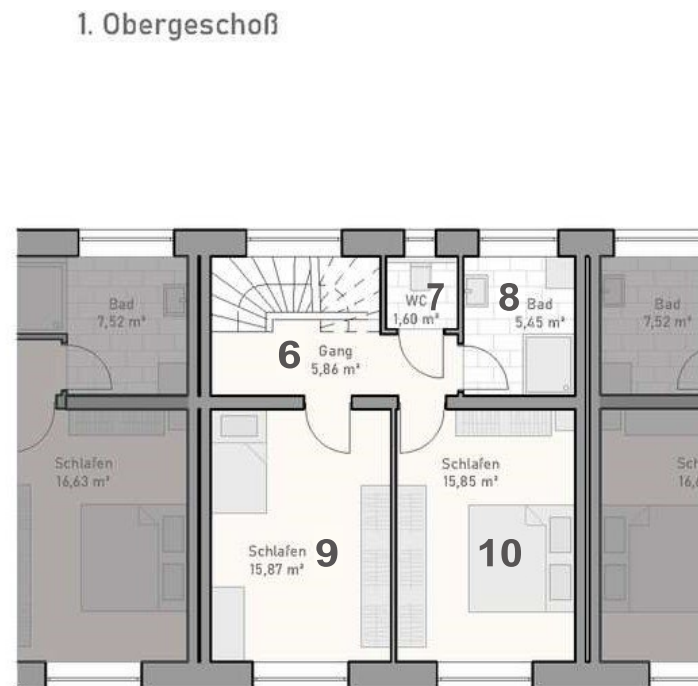 1. Obergeschoß
Bad
7,52 m²
6 Gang
5,86 m²
WC 7
1,60 m²
8 Bad
5,45 m²
Bad
7,52 m²
Schlafen
16,63 m²
Schlafen 9
15,87 m²
Schlafen
15,85 m²
10